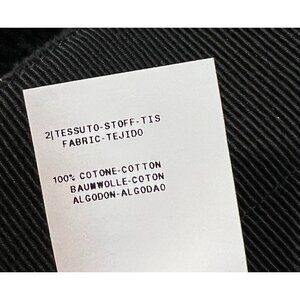 2|TESSUTO-STOFF-TIS
FABRIC-TEJIDO
100% COTONE-COTTON
BAUMWOLLE-COTON
ALGODON-ALGODAO